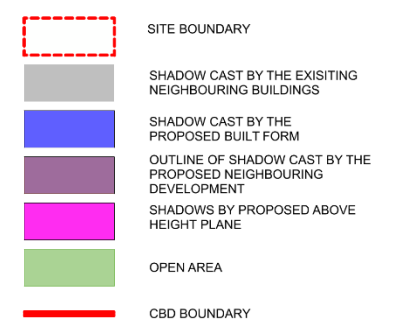 SITE BOUNDARY
SHADOW CAST BY THE EXISITING
NEIGHBOURING BUILDINGS
SHADOW CAST BY THE
PROPOSED BUILT FORM
OUTLINE OF SHADOW CAST BY THE
PROPOSED NEIGHBOURING
DEVELOPMENT
SHADOWS BY PROPOSED ABOVE
HEIGHT PLANE
OPEN AREA
CBD BOUNDARY